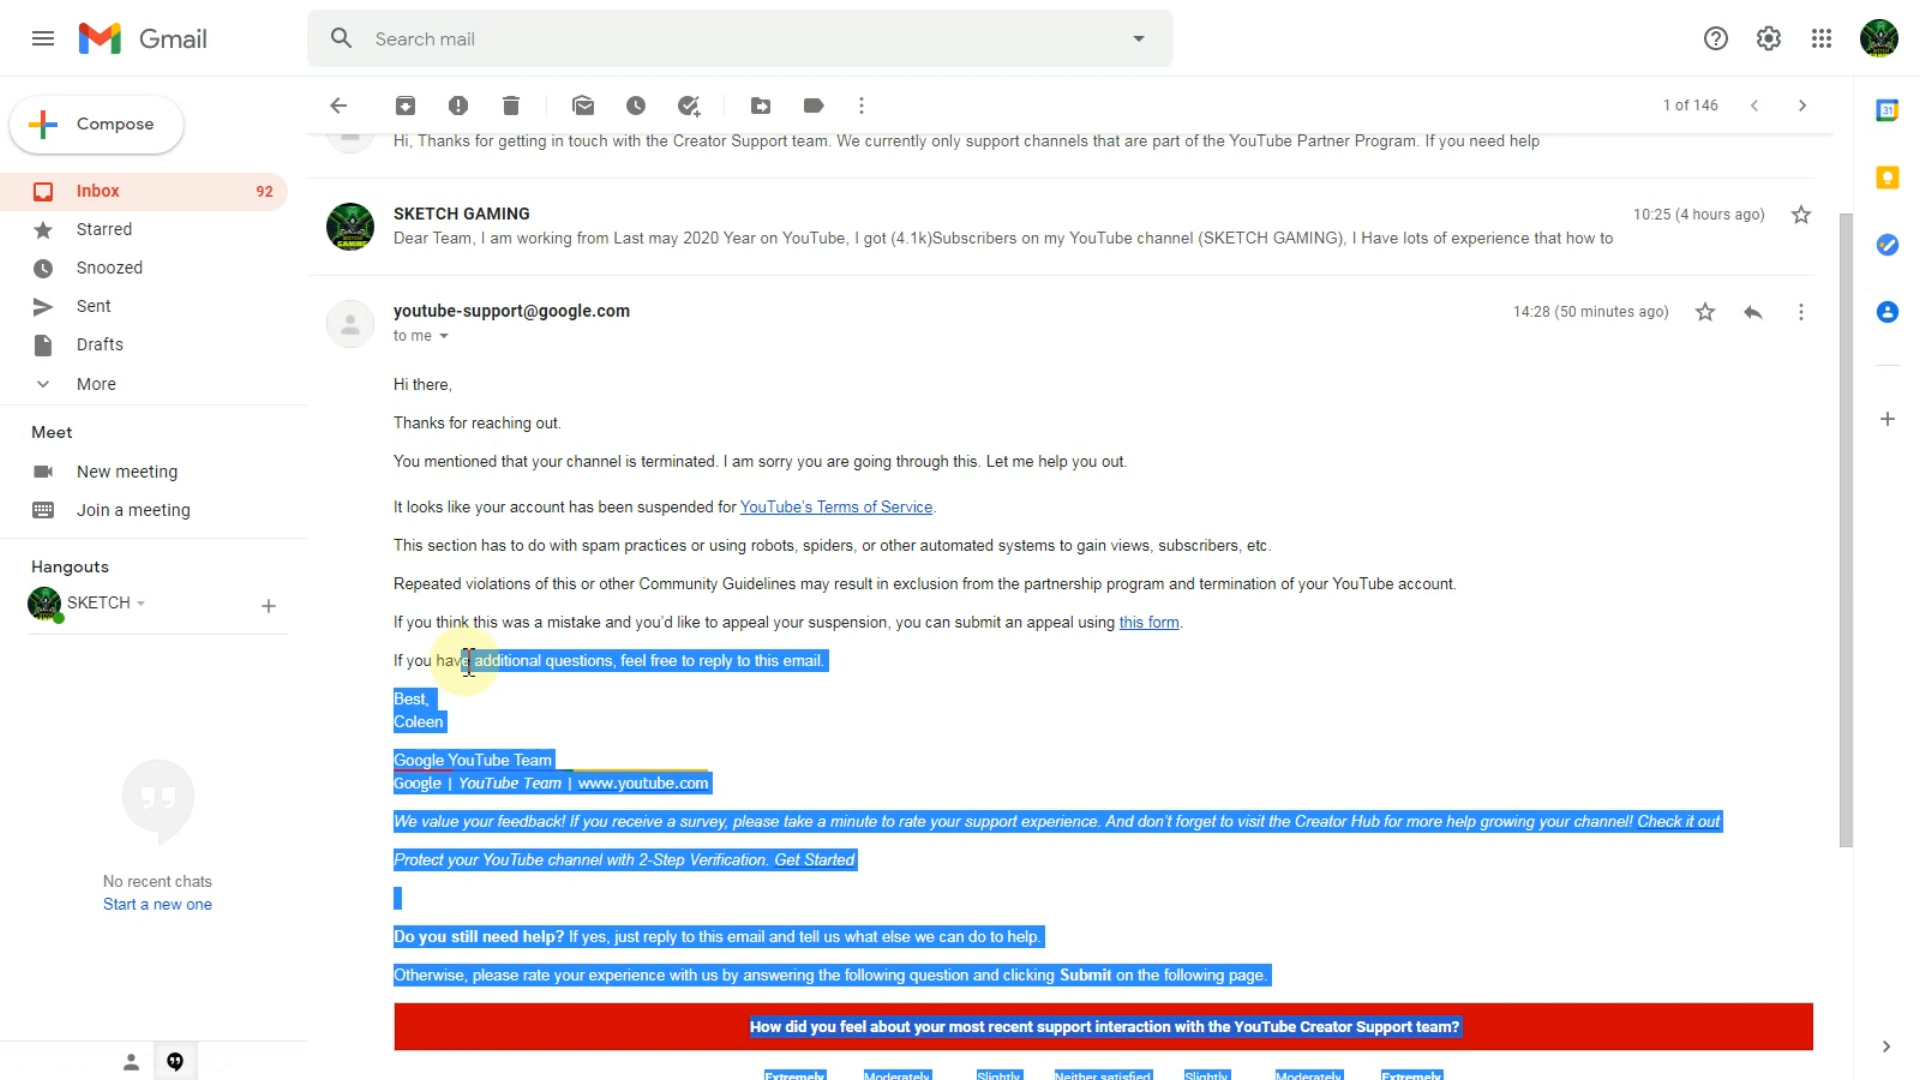 Gmail
Search mail
Compose
1 of 146
Inbox 92
Starred
Snoozed
Sent
Drafts
More
Meet
New meeting
Join a meeting
Hangouts
SKETCH
No recent chats
Start a new one
Hi, Thanks for getting in touch with the Creator Support team. We currently only support channels that are part of the YouTube Partner Program. If you need help
SKETCH GAMING
10:25 (4 hours ago)
Dear Team, I am working from Last may 2020 Year on YouTube, I got (4.1k)Subscribers on my YouTube channel (SKETCH GAMING), I Have lots of experience that how to
youtube-support@google.com
14:28 (50 minutes ago)
to me
Hi there,
Thanks for reaching out.
You mentioned that your channel is terminated. I am sorry you are going through this. Let me help you out.
It looks like your account has been suspended for YouTube's Terms of Service.
This section has to do with spam practices or using robots, spiders, or other automated systems to gain views, subscribers, etc.
Repeated violations of this or other Community Guidelines may result in exclusion from the partnership program and termination of your YouTube account.
If you think this was a mistake and you'd like to appeal your suspension, you can submit an appeal using this form.
If you have additional questions, feel free to reply to this email.
Best,
Coleen
Google YouTube Team
Google | YouTube Team | www.youtube.com
We value your feedback! If you receive a survey, please take a minute to rate your support experience. And don't forget to visit the Creator Hub for more help growing your channel! Check it out
Protect your YouTube channel with 2-Step Verification. Get Started
Do you still need help? If yes, just reply to this email and tell us what else we can do to help.
Otherwise, please rate your experience with us by answering the following question and clicking Submit on the following page.
How did you feel about your most recent support interaction with the YouTube Creator Support team?
Extremely Moderately Slightly Neither satisfied Slightly Moderately Extremely
31